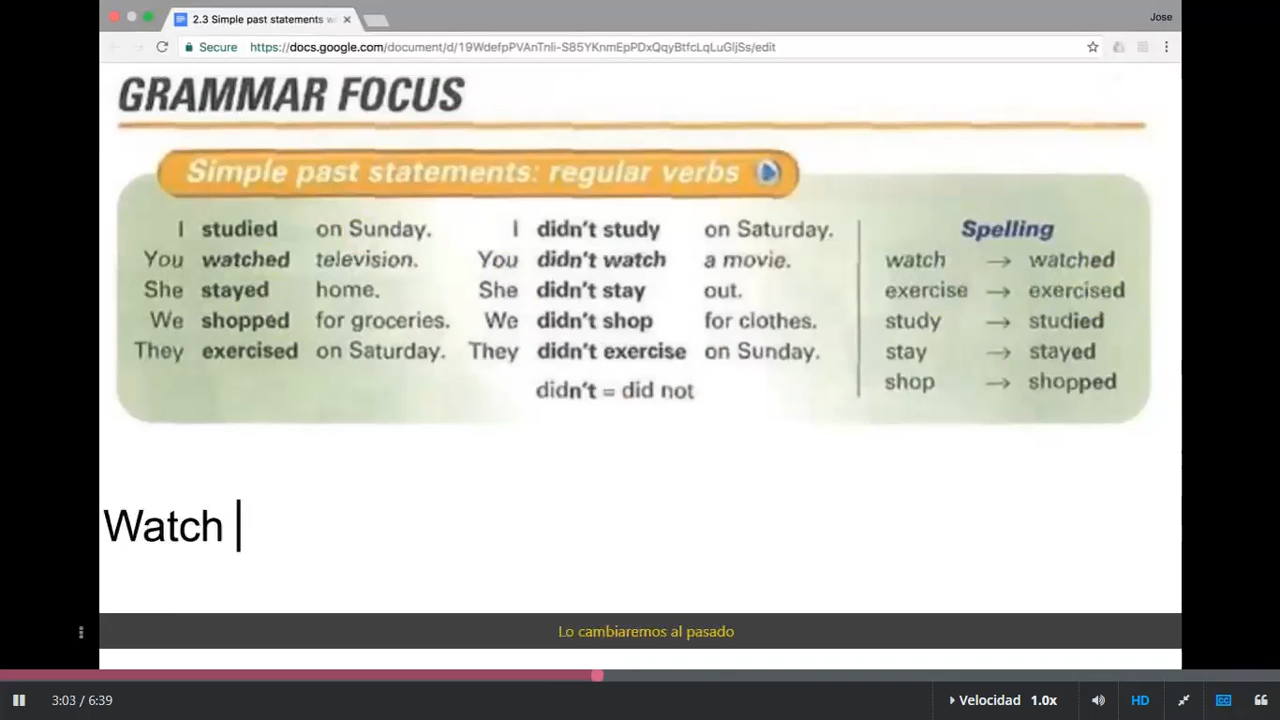 2.3 Simple past statements w
Jose
Secure https://docs.google.com/document/d/19WdefpPVAnTnli-S85YKnmEpPDxQqyBtfcLqLuGljSs/edit
GRAMMAR FOCUS
Simple past statements: regular verbs
I studied on Sunday. I didn't study on Saturday. Spelling
You watched television. You didn't watch a movie. watch → watched
She stayed home. She didn't stay out. exercise → exercised
We shopped for groceries. We didn't shop for clothes. study → studied
They exercised on Saturday. They didn't exercise on Sunday. stay → stayed
didn't = did not shop → shopped
Watch
Lo cambiaremos al pasado
3:03 / 6:39 Velocidad 1.0x HD CC